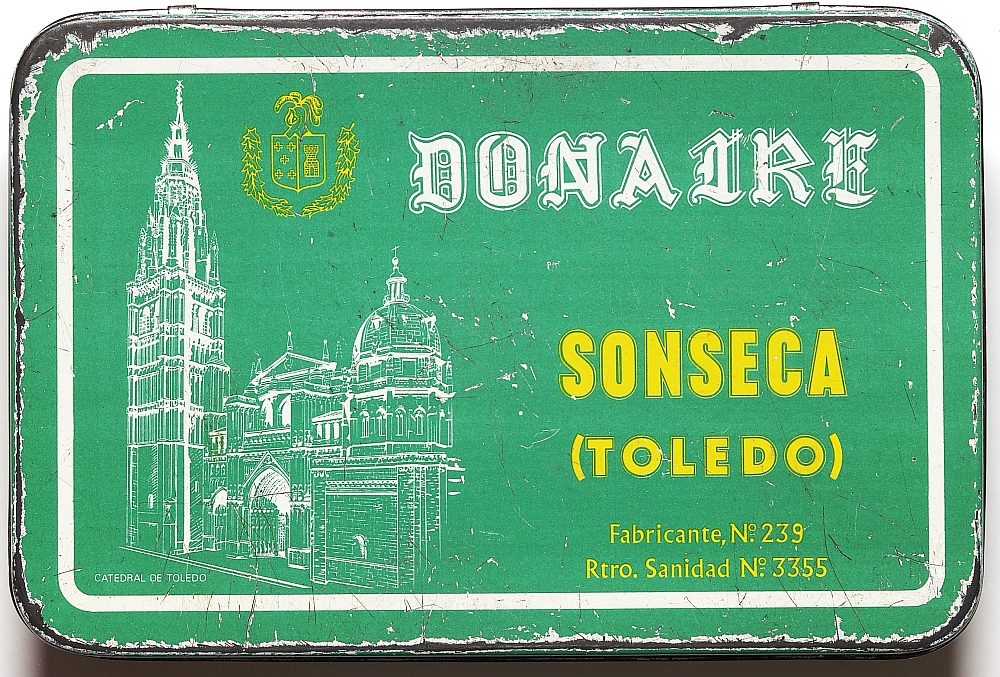 DONAIRE
SONSECA
(TOLEDO)
Fabricante, Nº 239
Rtro. Sanidad Nº 3355
CATEDRAL DE TOLEDO